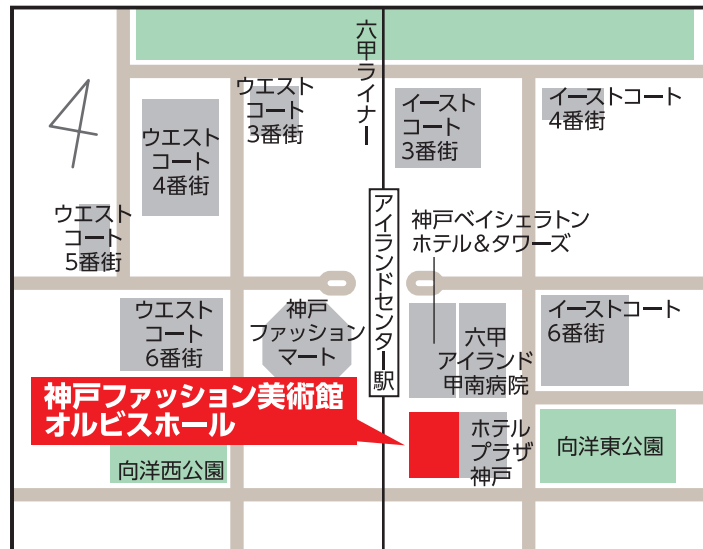 六甲ライナー
ウエスト
コート
3番街
イースト
コート
3番街
イーストコート
4番街
ウエスト
コート
4番街
ウエスト
コート
5番街
アイランドセンター駅
神戸ベイシェラトン
ホテル&タワーズ
ウエスト
コート
6番街
神戸
ファッション
マート
六甲
アイランド
甲南病院
イーストコート
6番街
神戸ファッション美術館
オルビスホール
ホテル
プラザ
神戸
向洋東公園
向洋西公園